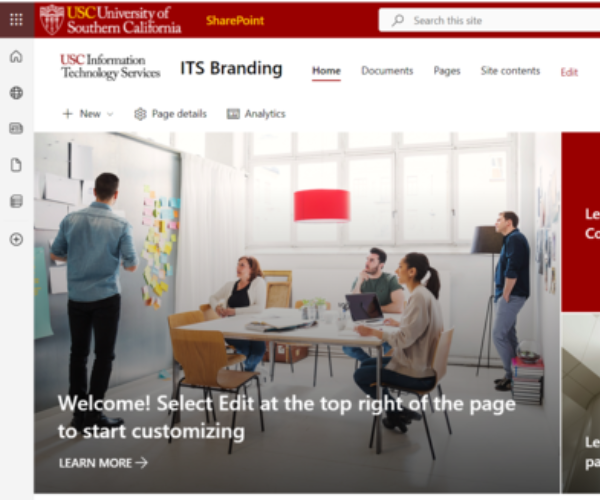 USC University of
Southern California
SharePoint
Search this site
USC Information
Technology Services
ITS Branding
Home
Documents
Pages
Site contents
Edit
New
Page details
Analytics
Le
Co
Welcome! Select Edit at the top right of the page
to start customizing
LEARN MORE
Le
pa